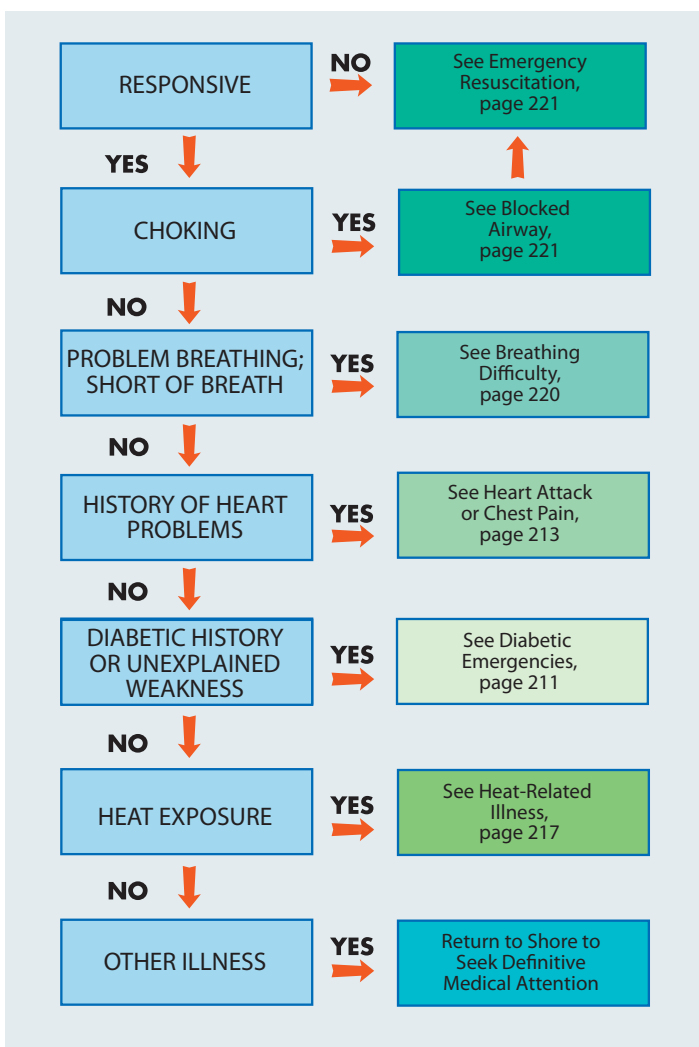 RESPONSIVE
NO
See Emergency
Resuscitation,
page 221
YES
CHOKING
YES
See Blocked
Airway,
page 221
NO
PROBLEM BREATHING;
SHORT OF BREATH
YES
See Breathing
Difficulty,
page 220
NO
HISTORY OF HEART
PROBLEMS
YES
See Heart Attack
or Chest Pain,
page 213
NO
DIABETIC HISTORY
OR UNEXPLAINED
WEAKNESS
YES
See Diabetic
Emergencies,
page 211
NO
HEAT EXPOSURE
YES
See Heat-Related
Illness,
page 217
NO
OTHER ILLNESS
YES
Return to Shore to
Seek Definitive
Medical Attention